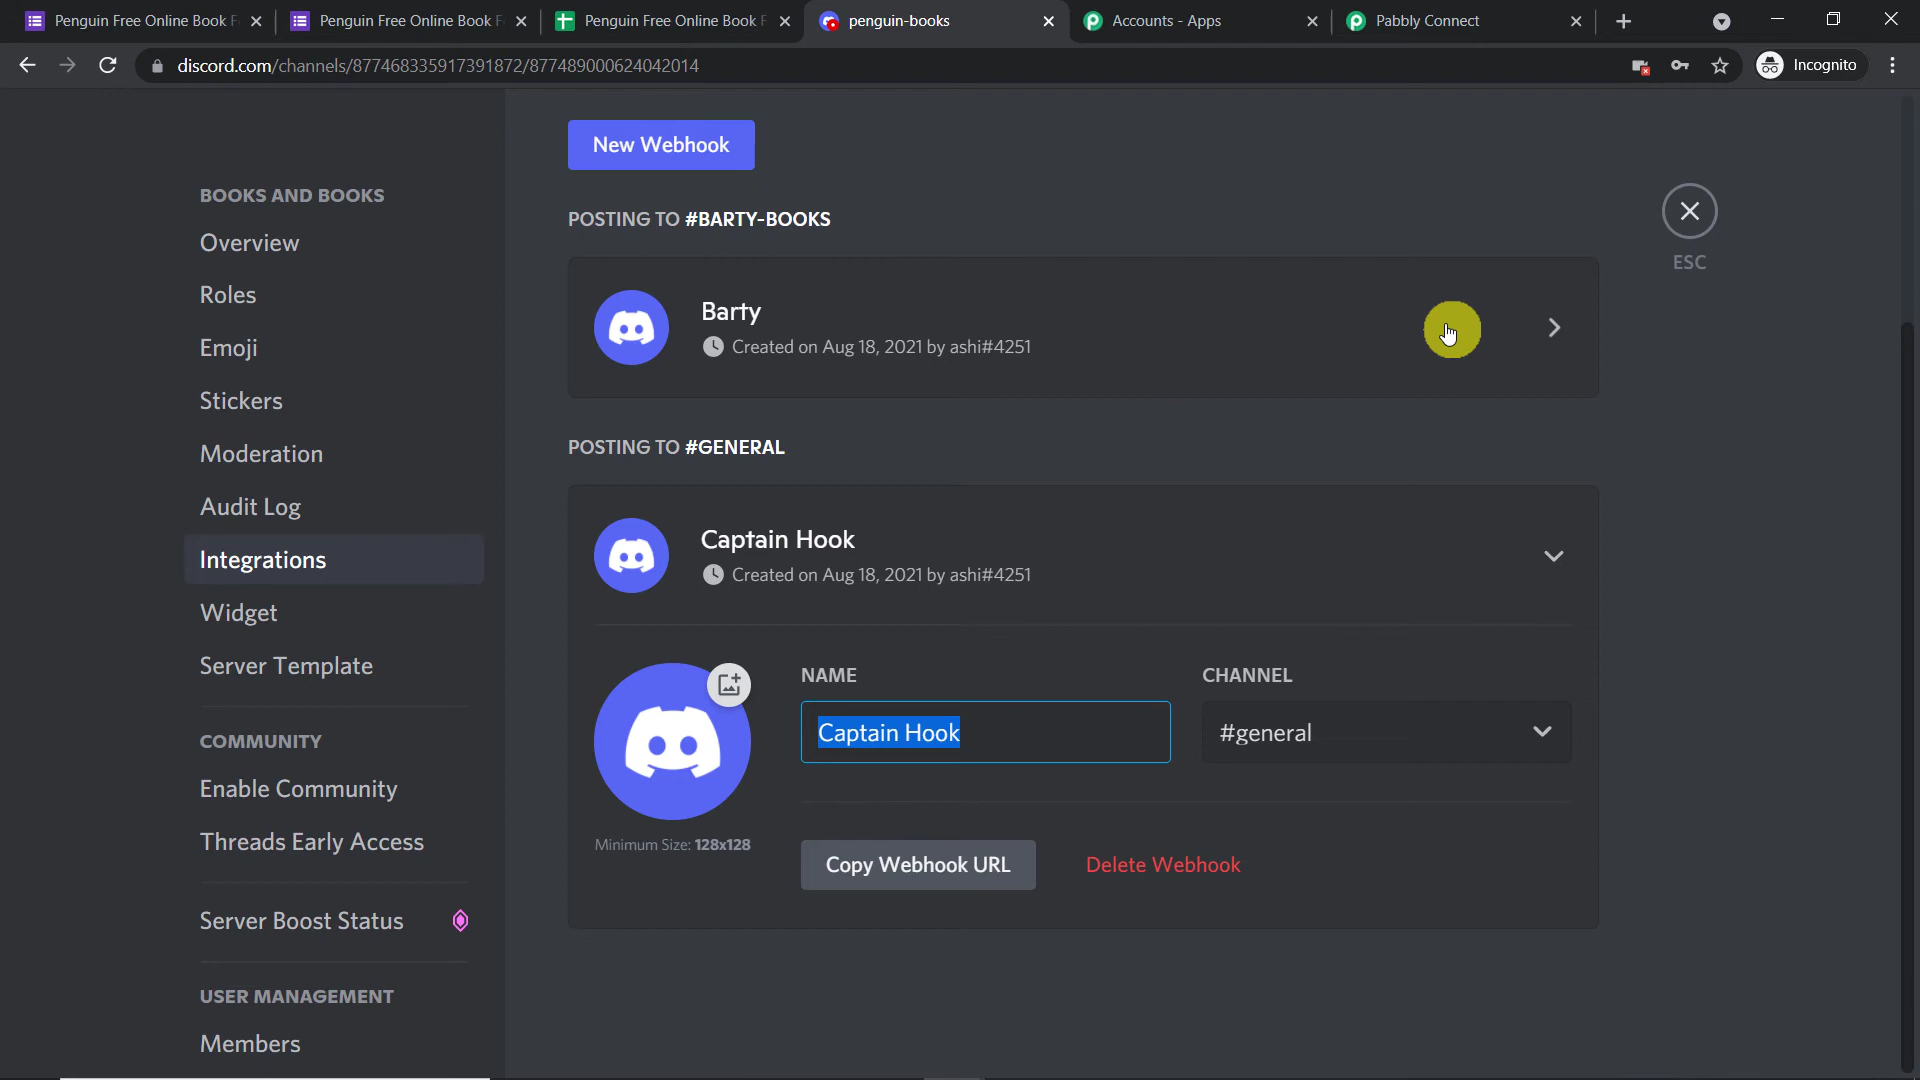 Penguin Free Online Book F
Penguin Free Online Book F
Penguin Free Online Book F
penguin-books
Accounts - Apps
Pabbly Connect
discord.com/channels/877468335917391872/877489000624042014
Incognito
BOOKS AND BOOKS
Overview
Roles
Emoji
Stickers
Moderation
Audit Log
Integrations
Widget
Server Template
COMMUNITY
Enable Community
Threads Early Access
Server Boost Status
USER MANAGEMENT
Members
New Webhook
POSTING TO #BARTY-BOOKS
Barty
Created on Aug 18, 2021 by ashi#4251
POSTING TO #GENERAL
Captain Hook
Created on Aug 18, 2021 by ashi#4251
NAME
Captain Hook
CHANNEL
#general
Minimum Size: 128x128
Copy Webhook URL
Delete Webhook
ESC